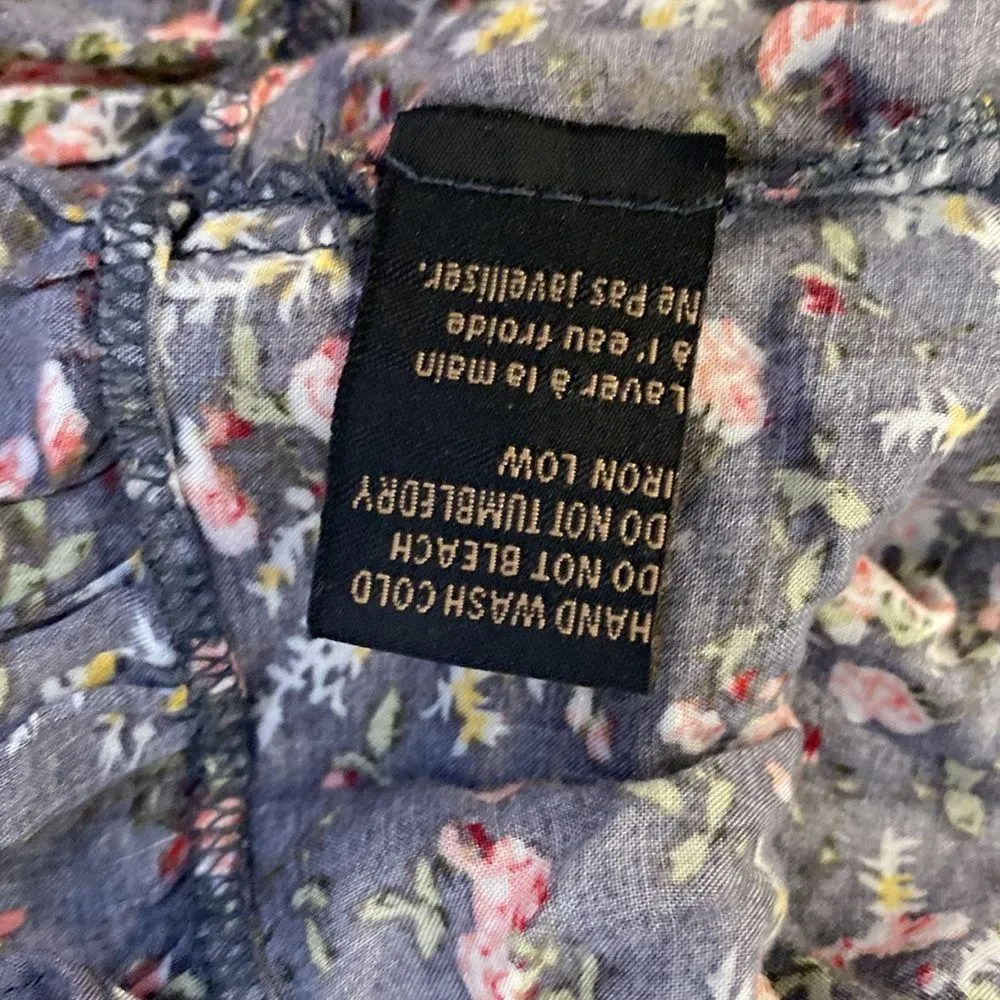 HAND WASH COLD
DO NOT BLEACH
DO NOT TUMBLEDRY
IRON LOW
Laver à la main
à l'eau froide
Ne Pas javelliser.